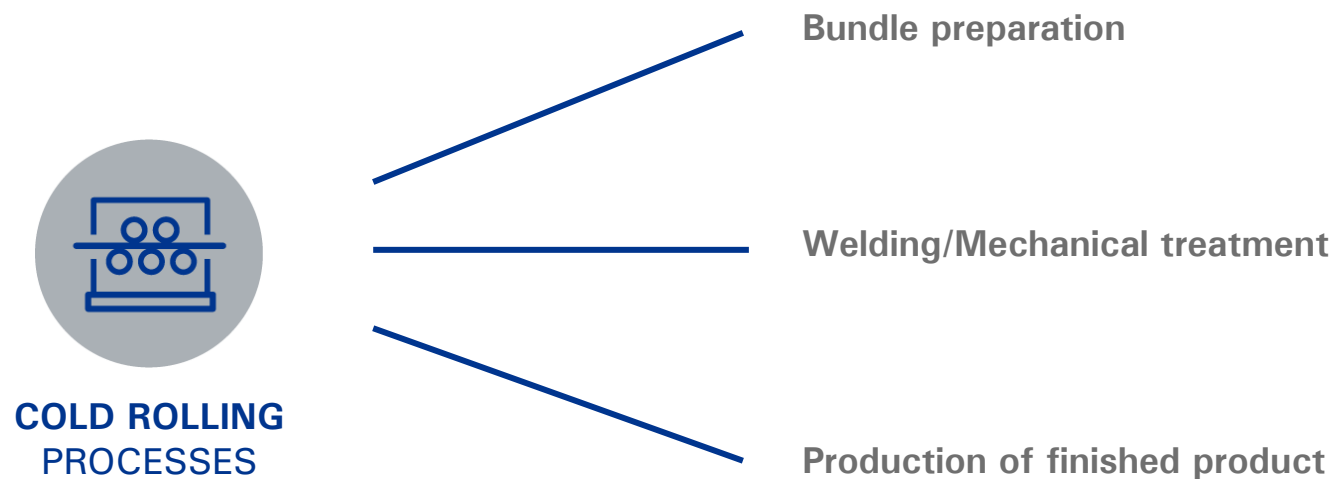 Bundle preparation
Welding/Mechanical treatment
COLD ROLLING
PROCESSES
Production of finished product